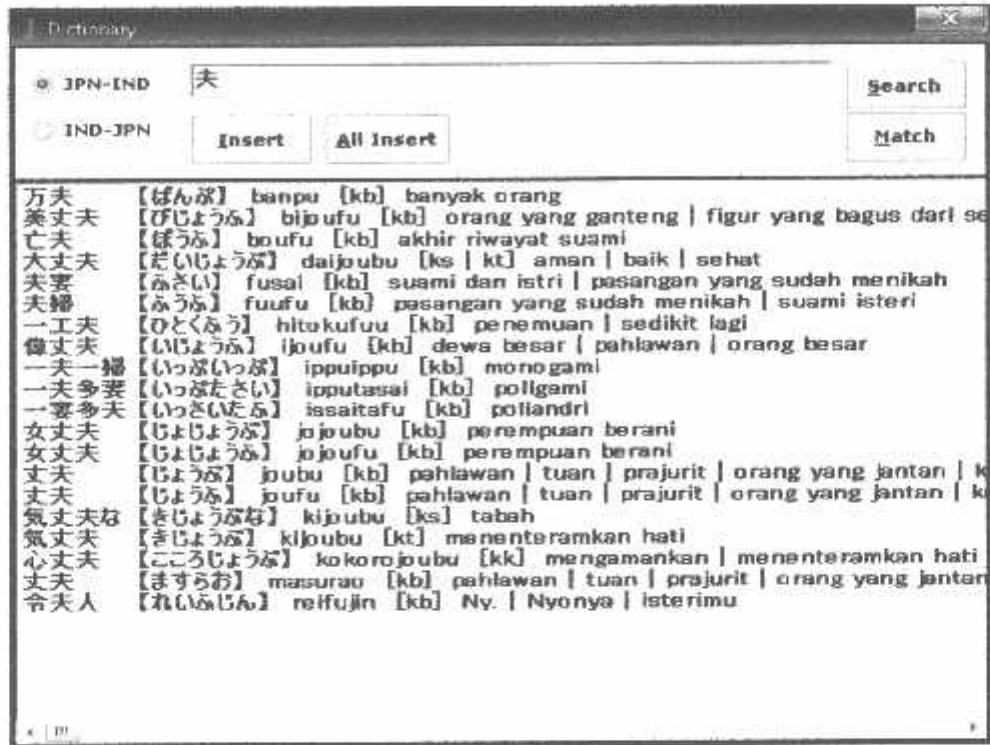 Dictionary
JPN-IND
夫
Search
IND-JPN
Insert
All Insert
Match
万夫 【ばんぷ】 banpu [kb] banyak orang
美丈夫 【びじょうふ】 bijoufu [kb] orang yang ganteng | figur yang bagus dari se
亡夫 【ぼうふ】 boufu [kb] akhir riwayat suami
大丈夫 【だいじょうぶ】 daijoubu [ks | kt] aman | baik | sehat
夫妻 【ふさい】 fusai [kb] suami dan istri | pasangan yang sudah menikah
夫婦 【ふうふ】 fuufu [kb] pasangan yang sudah menikah | suami isteri
一工夫 【ひとくふう】 hitokufuu [kb] penemuan | sedikit lagi
偉丈夫 【いじょうふ】 ijoufu [kb] dewa besar | pahlawan | orang besar
一夫一婦 【いっぷいっぷ】 ippuippu [kb] monogami
一夫多妻 【いっぷたさい】 ipputasai [kb] poligami
一妻多夫 【いっさいたふ】 issaitafu [kb] poliandri
女丈夫 【じょじょうぶ】 jojoubu [kb] perempuan berani
女丈夫 【じょじょうふ】 jojoufu [kb] perempuan berani
丈夫 【じょうぶ】 joubu [kb] pahlawan | tuan | prajurit | orang yang jantan | k
丈夫 【じょうふ】 joufu [kb] pahlawan | tuan | prajurit | orang yang jantan | k
気丈夫な 【きじょうぶな】 kijoubu [ks] tabah
気丈夫 【きじょうぶ】 kijoubu [kt] menenteramkan hati
心丈夫 【こころじょうぶ】 kokorojoubu [kk] mengamankan | menenteramkan hati
丈夫 【ますらお】 masurao [kb] pahlawan | tuan | prajurit | orang yang jantan
令夫人 【れいふじん】 reifujin [kb] Ny. | Nyonya | isterimu